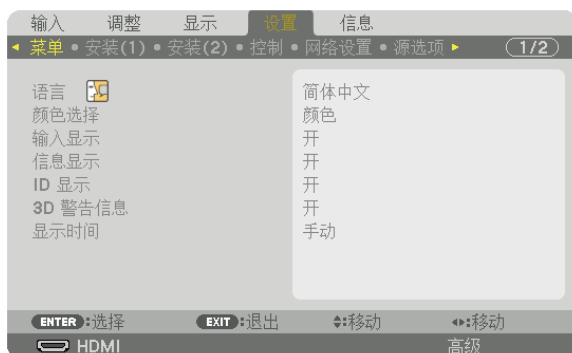 输入 调整 显示 设置 信息
◂ 菜单 • 安装(1) • 安装(2) • 控制 • 网络设置 • 源选项 ▸ 1/2
语言 简体中文
颜色选择 颜色
输入显示 开
信息显示 开
ID 显示 开
3D 警告信息 开
显示时间 手动
ENTER:选择 EXIT:退出 ♦:移动 ◂▸:移动
HDMI 高级